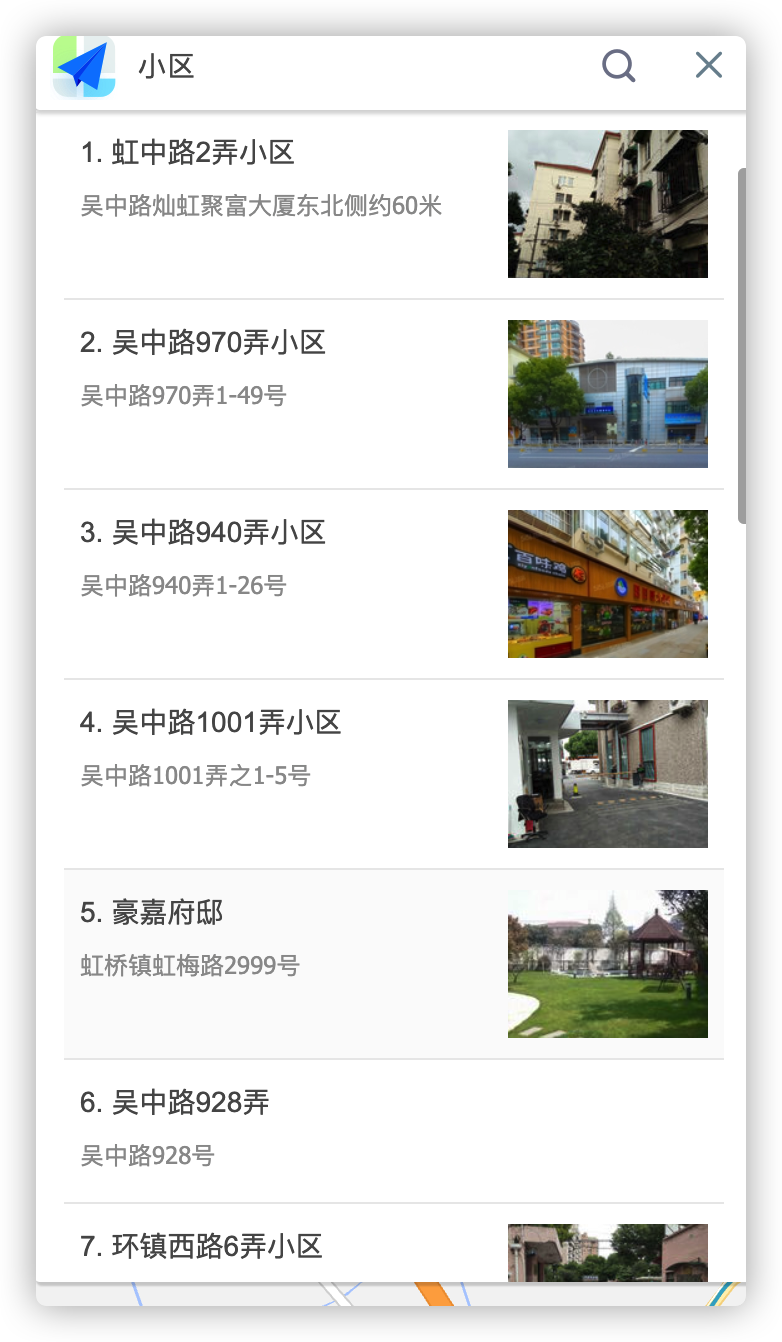 小区
1. 虹中路2弄小区
吴中路灿虹聚富大厦东北侧约60米
2. 吴中路970弄小区
吴中路970弄1-49号
3. 吴中路940弄小区
吴中路940弄1-26号
百味鸡
4. 吴中路1001弄小区
吴中路1001弄之1-5号
5. 豪嘉府邸
虹桥镇虹梅路2999号
6. 吴中路928弄
吴中路928号
7. 环镇西路6弄小区